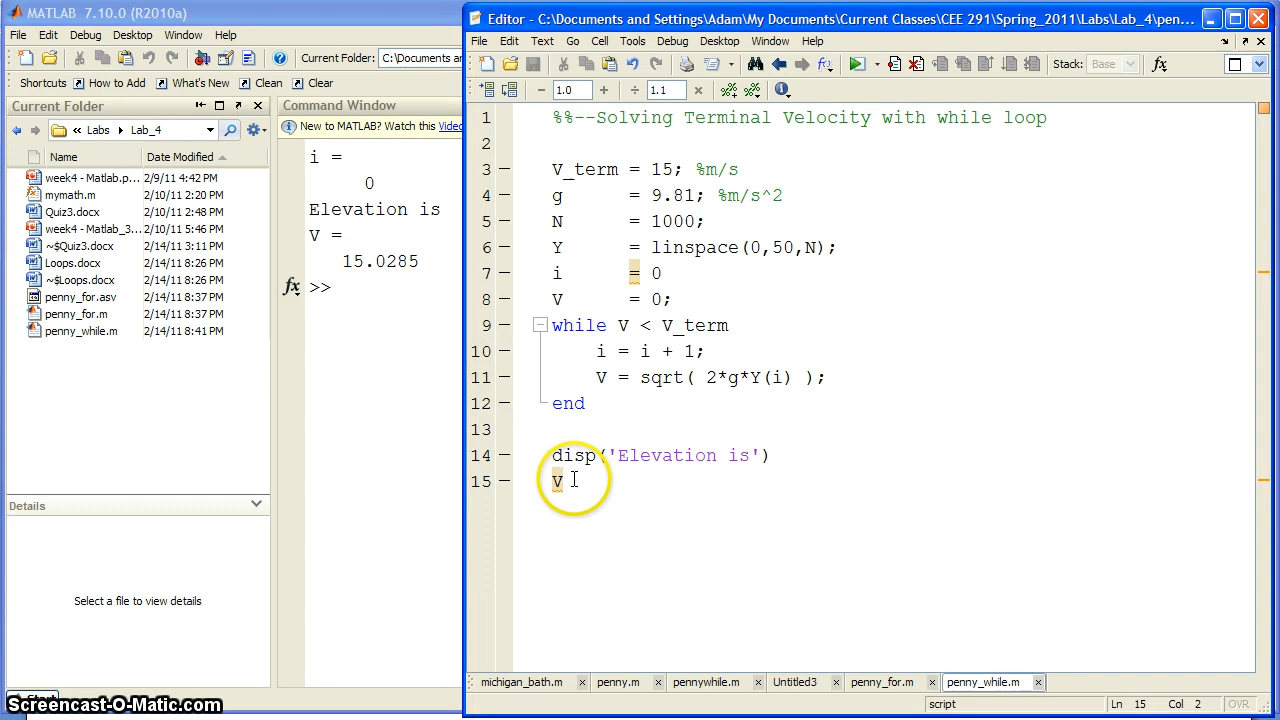 MATLAB 7.10.0 (R2010a)
File Edit Debug Desktop Window Help
Current Folder: C:\Documents an
Shortcuts How to Add What's New Clean Clear
Current Folder
« Labs ▸ Lab_4
Name Date Modified
week4 - Matlab.p... 2/9/11 4:42 PM
mymath.m 2/10/11 2:20 PM
Quiz3.docx 2/10/11 2:48 PM
week4 - Matlab_3... 2/10/11 5:46 PM
~$Quiz3.docx 2/14/11 3:11 PM
Loops.docx 2/14/11 8:26 PM
~$Loops.docx 2/14/11 8:26 PM
penny_for.asv 2/14/11 8:37 PM
penny_for.m 2/14/11 8:37 PM
penny_while.m 2/14/11 8:41 PM
Details
Select a file to view details
Start
Screencast-O-Matic.com
Command Window
New to MATLAB? Watch this Video
i =
0
Elevation is
V =
15.0285
fx >>
Editor - C:\Documents and Settings\Adam\My Documents\Current Classes\CEE 291\Spring_2011\Labs\Lab_4\pen...
File Edit Text Go Cell Tools Debug Desktop Window Help
Stack: Base fx
− 1.0 + ÷ 1.1 ×
1 %%--Solving Terminal Velocity with while loop
2
3 — V_term = 15; %m/s
4 — g = 9.81; %m/s^2
5 — N = 1000;
6 — Y = linspace(0,50,N);
7 — i = 0
8 — V = 0;
9 — while V < V_term
10 — i = i + 1;
11 — V = sqrt( 2*g*Y(i) );
12 — end
13
14 — disp('Elevation is')
15 — V
michigan_bath.m × penny.m × pennywhile.m × Untitled3 × penny_for.m × penny_while.m ×
script Ln 15 Col 2 OVR